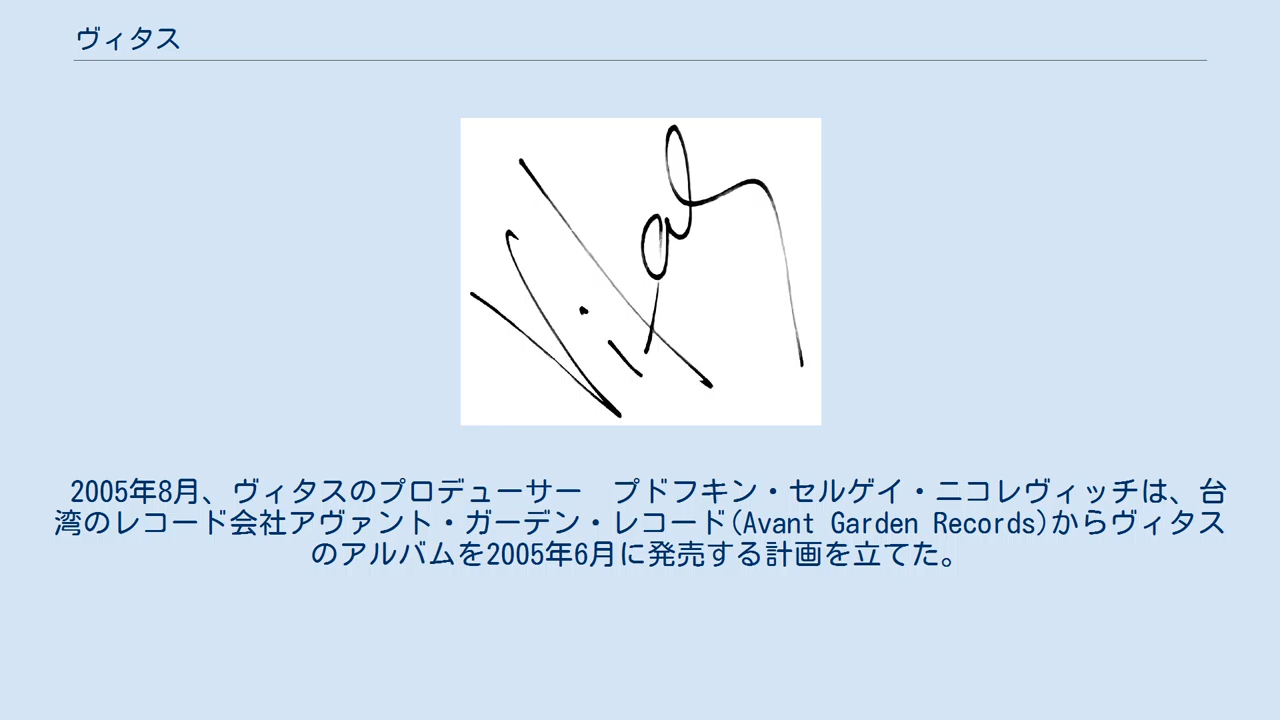 ヴィタス
Vitas
2005年8月、ヴィタスのプロデューサー　プドフキン・セルゲイ・ニコレヴィッチは、台
湾のレコード会社アヴァント・ガーデン・レコード(Avant Garden Records)からヴィタス
のアルバムを2005年6月に発売する計画を立てた。